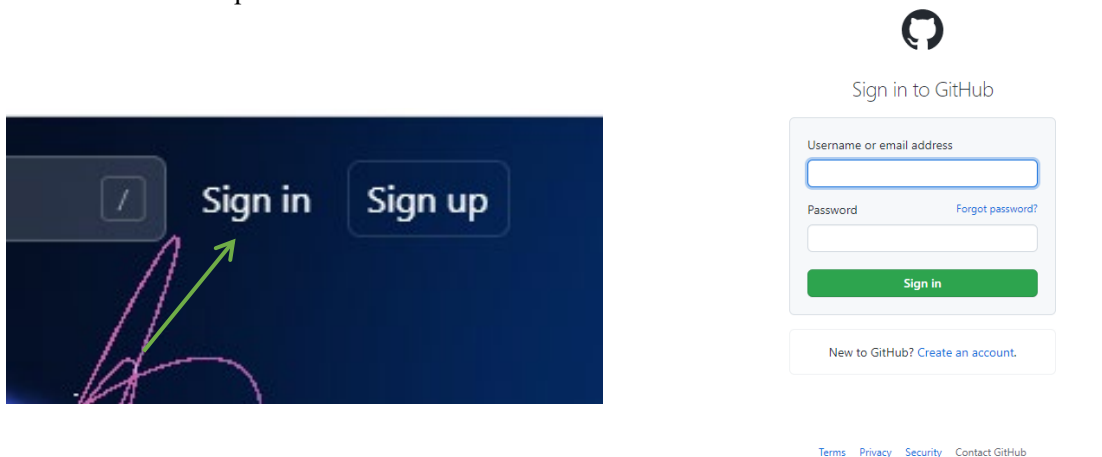 / Sign in Sign up
Sign in to GitHub
Username or email address
Password Forgot password?
Sign in
New to GitHub? Create an account.
Terms Privacy Security Contact GitHub